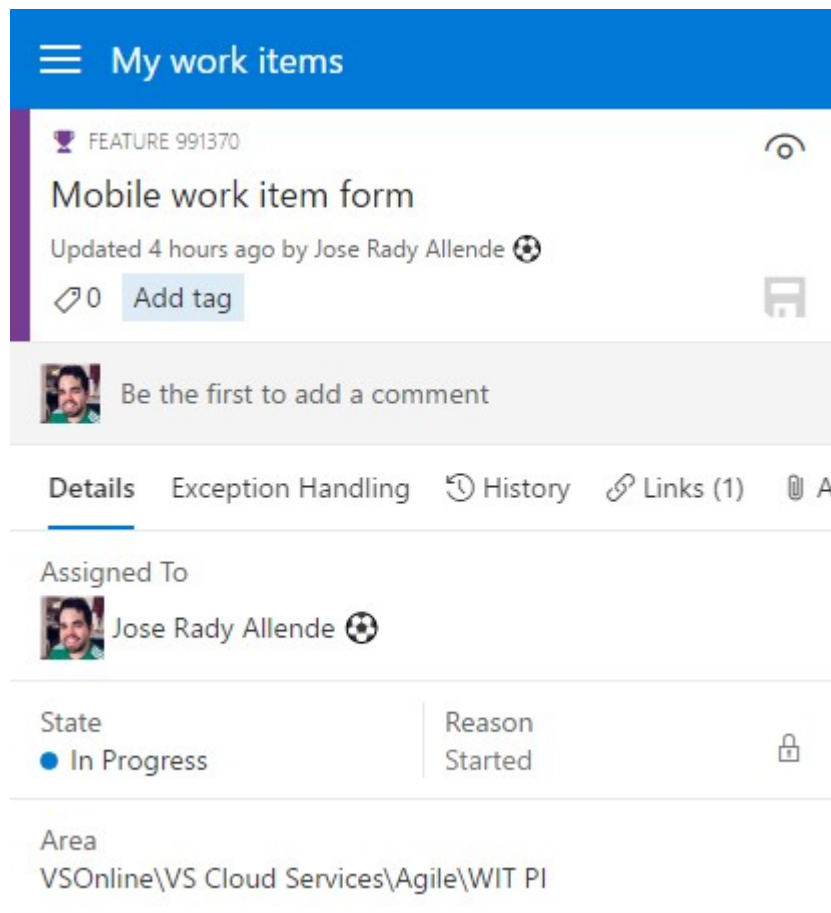 My work items
FEATURE 991370
Mobile work item form
Updated 4 hours ago by Jose Rady Allende ⚽
0 Add tag
Be the first to add a comment
Details Exception Handling History Links (1) A
Assigned To
Jose Rady Allende ⚽
State Reason
In Progress Started
Area
VSOnline\VS Cloud Services\Agile\WIT PI